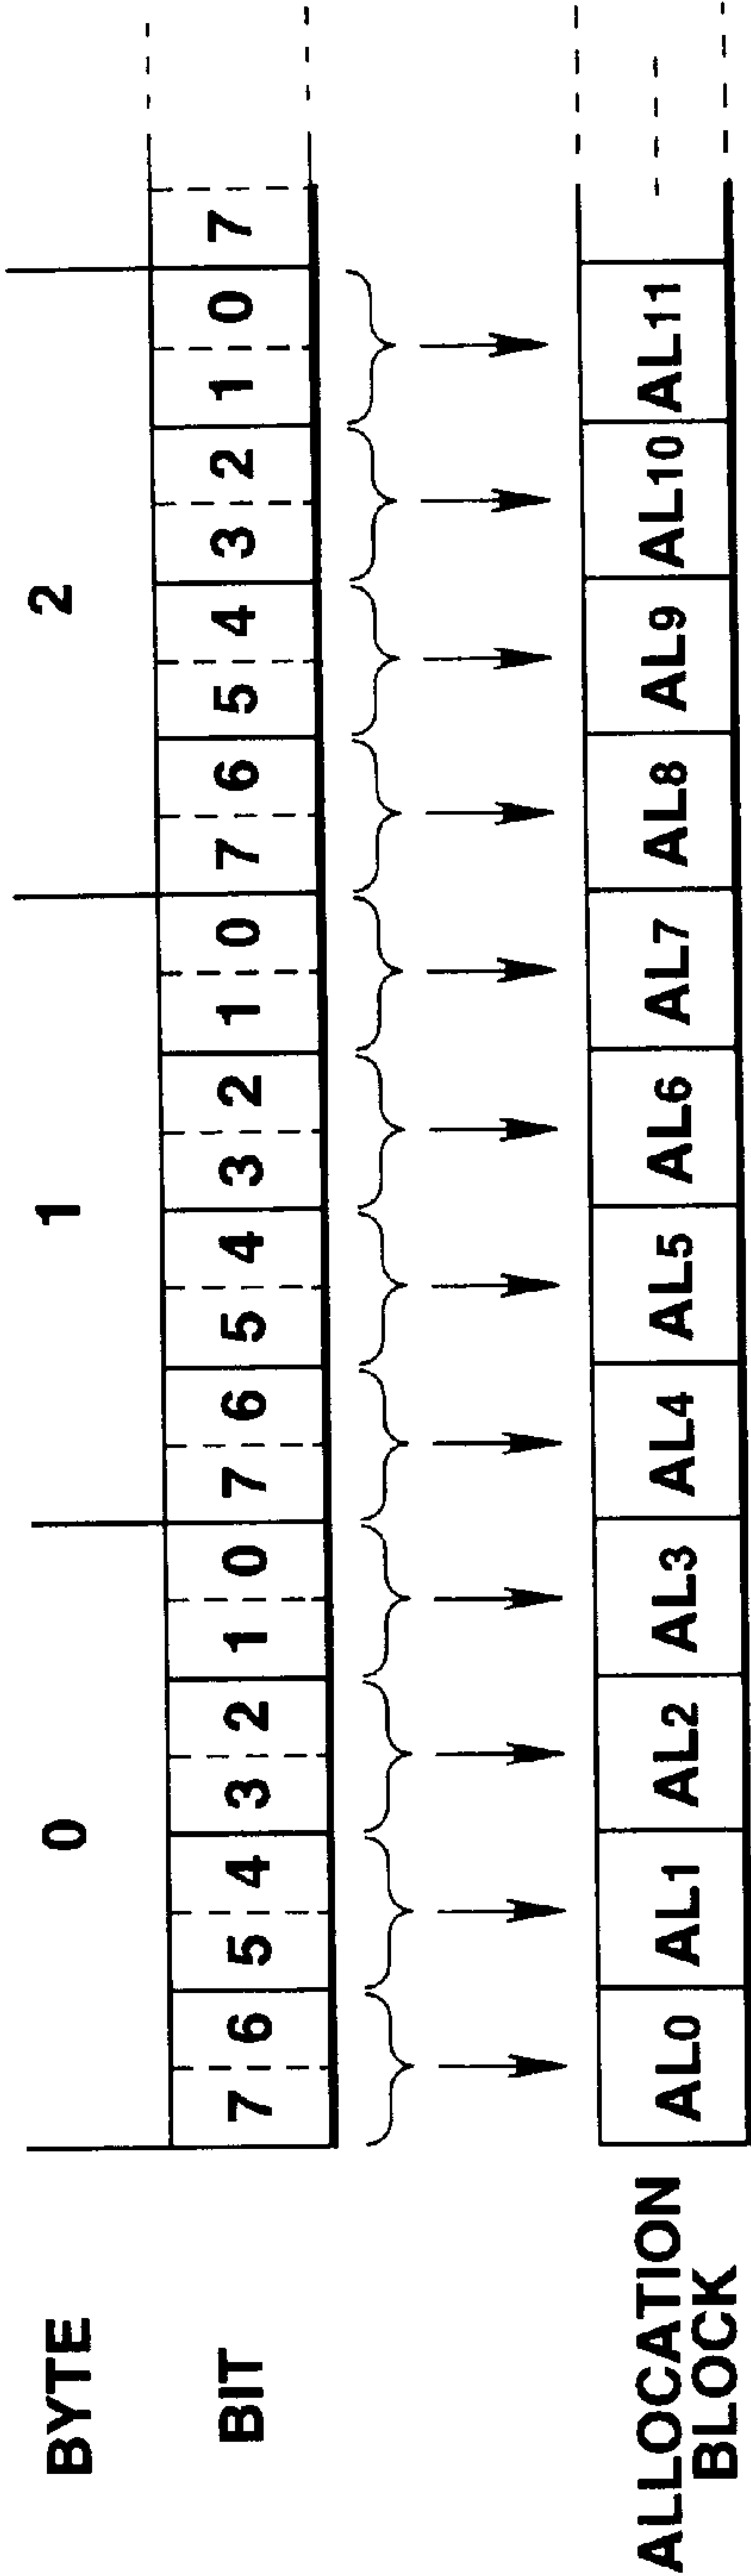 BYTE 0 1 2
BIT 7 6 5 4 3 2 1 0 7 6 5 4 3 2 1 0 7 6 5 4 3 2 1 0 7
ALLOCATION
BLOCK
AL0 AL1 AL2 AL3 AL4 AL5 AL6 AL7 AL8 AL9 AL10 AL11